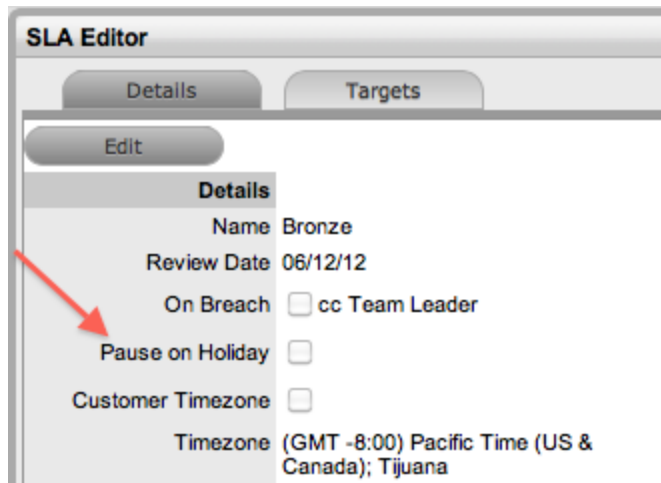 SLA Editor
Details Targets
Edit
Details
Name Bronze
Review Date 06/12/12
On Breach cc Team Leader
Pause on Holiday
Customer Timezone
Timezone (GMT -8:00) Pacific Time (US &
Canada); Tijuana